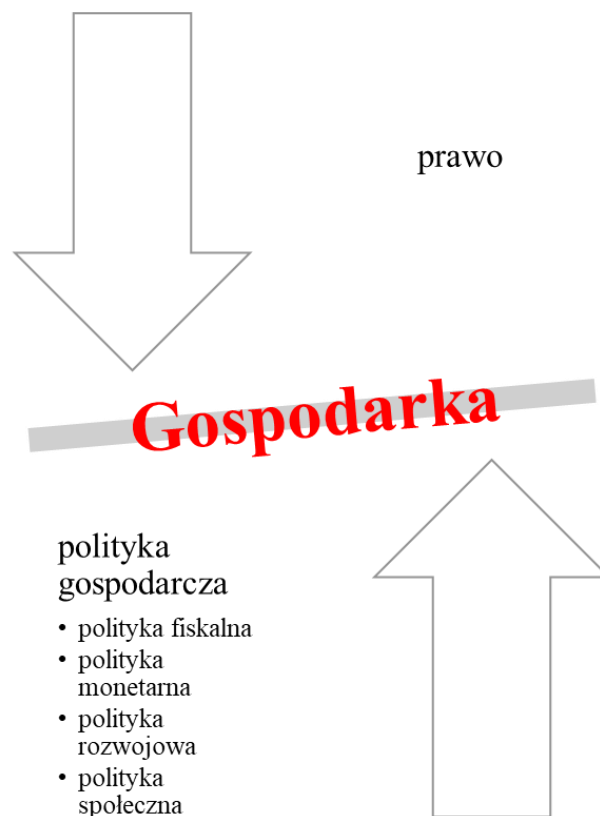 prawo
Gospodarka
polityka
gospodarcza
• polityka fiskalna
• polityka
monetarna
• polityka
rozwojowa
• polityka
społeczna